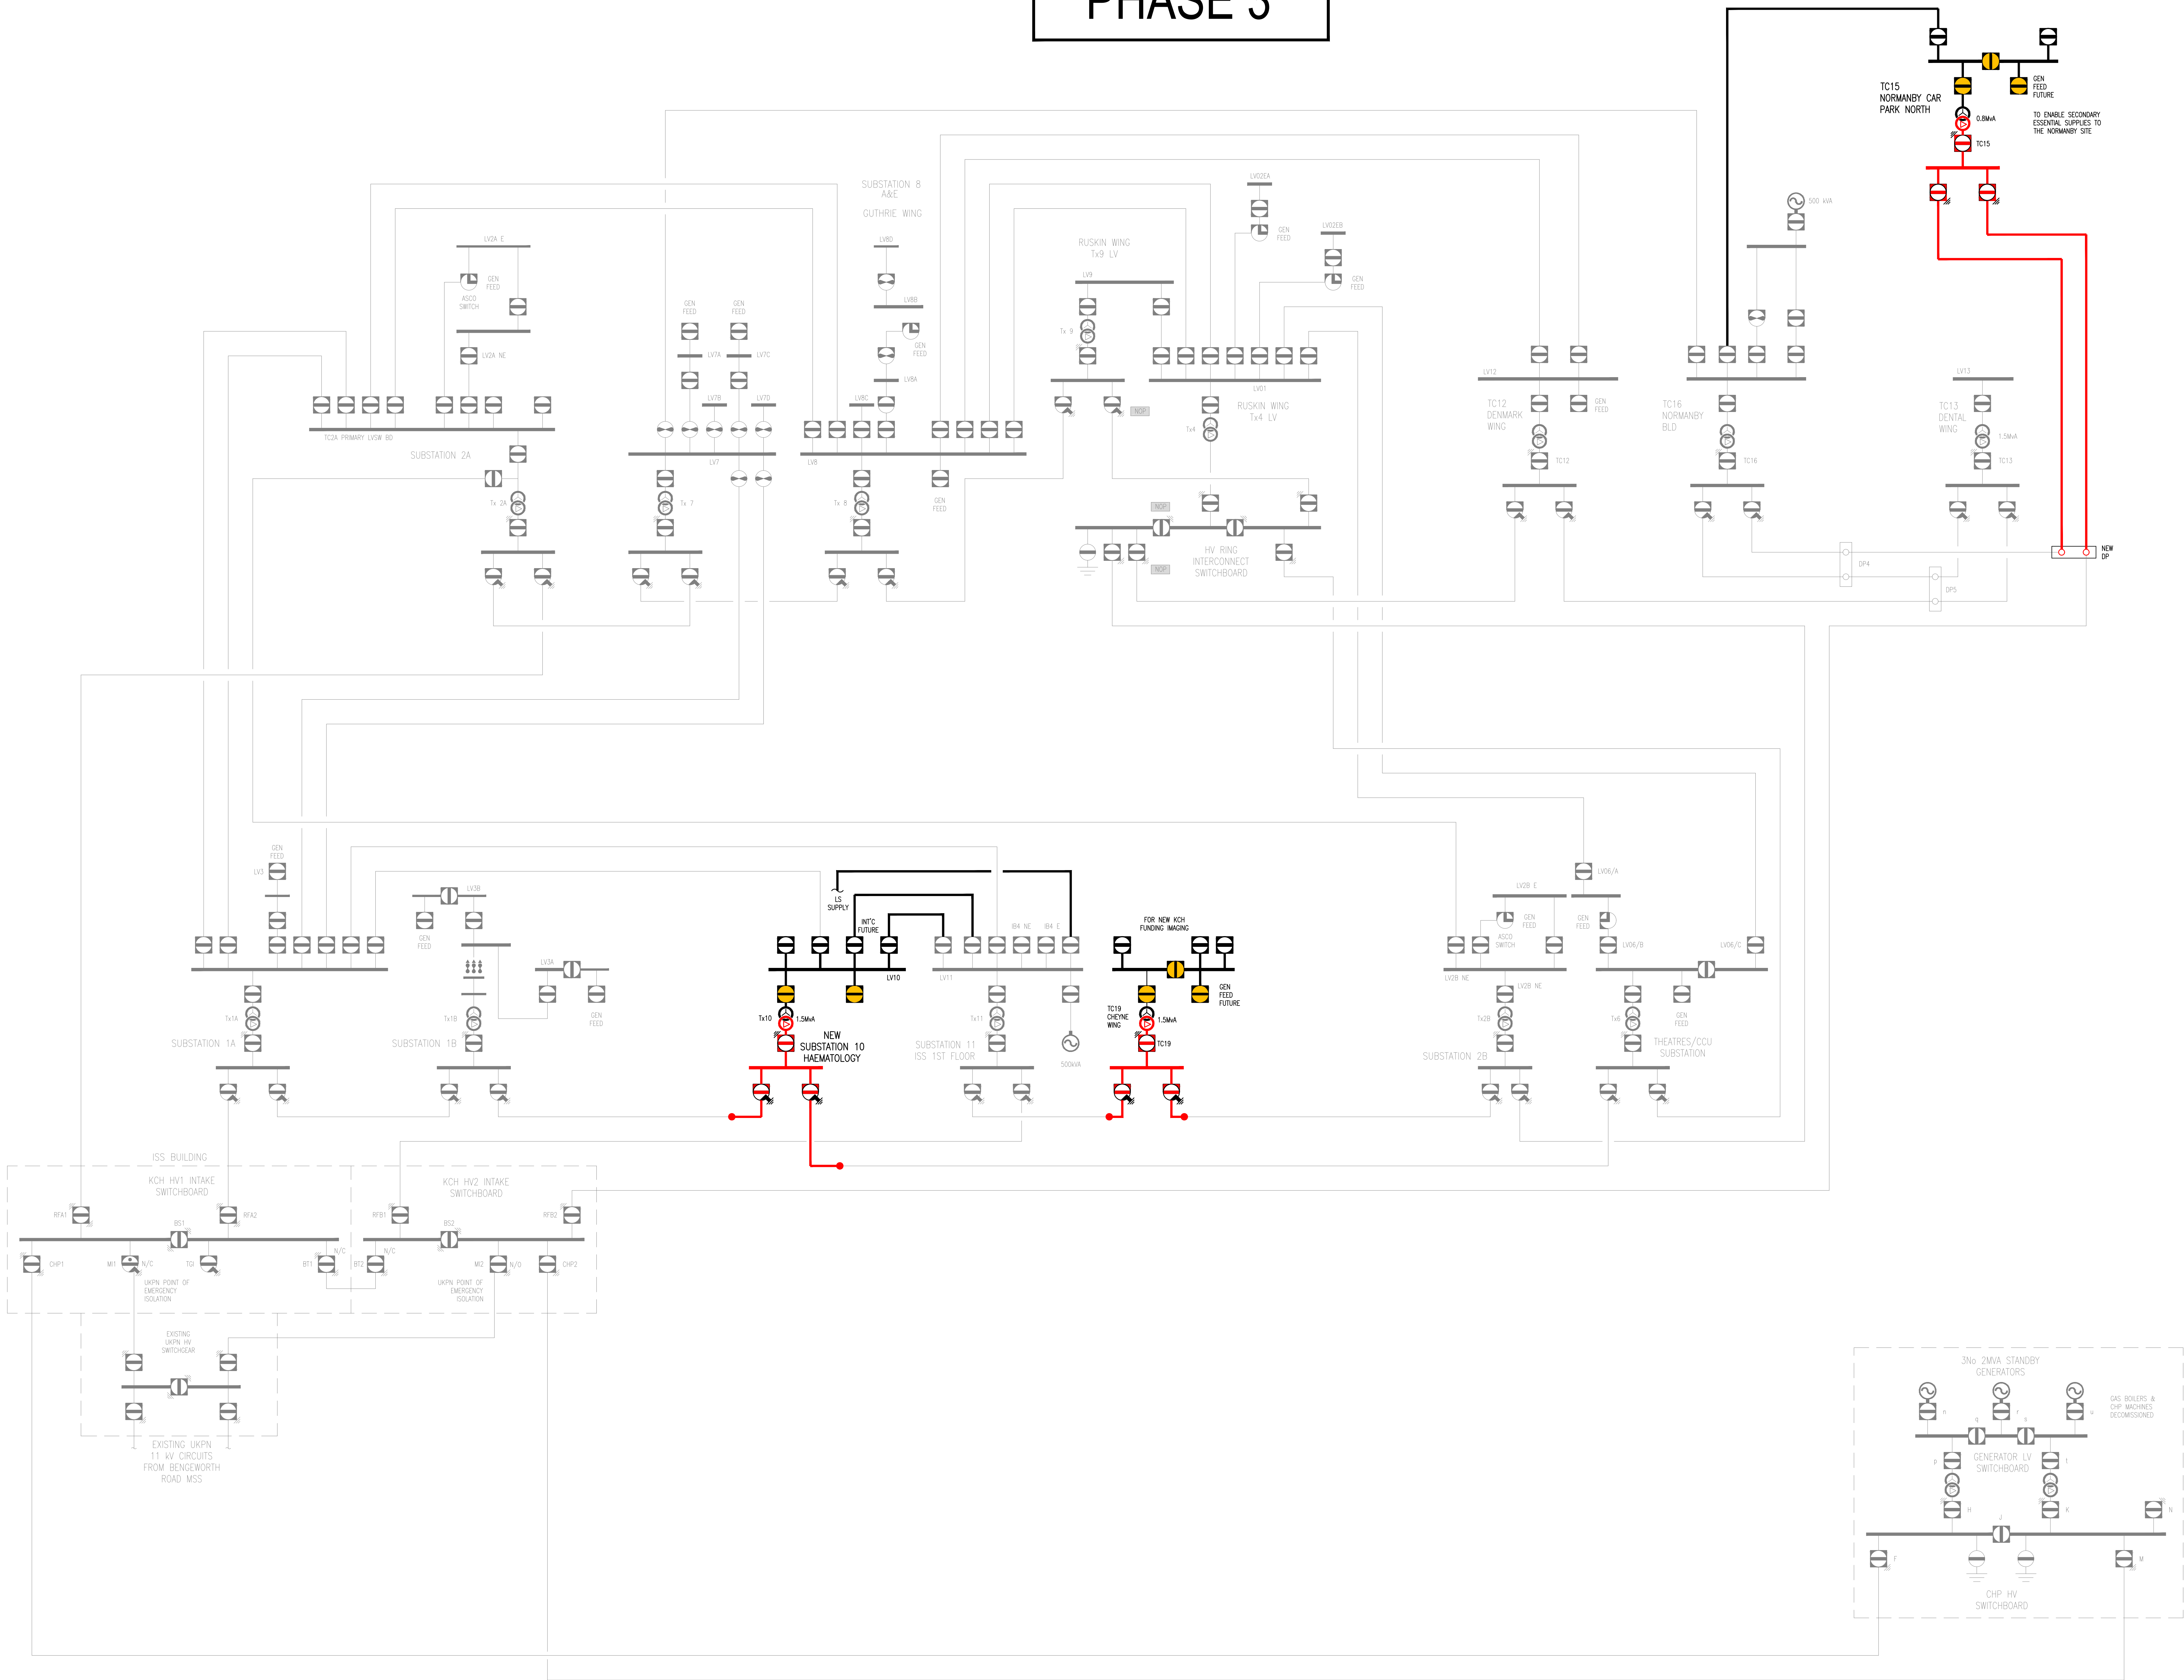 PHASE 3
TC15
NORMANBY CAR
PARK NORTH
GEN
FEED
FUTURE
0.8MvA
TO ENABLE SECONDARY
ESSENTIAL SUPPLIES TO
THE NORMANBY SITE
TC15
SUBSTATION 8
A&E
GUTHRIE WING
LV02EA
500 kVA
GEN
FEED
LV02EB
GEN
FEED
LV2A E
GEN
FEED
ASCO
SWITCH
LV8D
LV8B
GEN
FEED
LV8A
RUSKIN WING
Tx9 LV
LV9
Tx 9
GEN
FEED
GEN
FEED
LV7A
LV7C
LV2A NE
LV7B
LV7D
LV8C
NOP
LV01
RUSKIN WING
Tx4 LV
Tx4
LV12
TC12
DENMARK
WING
GEN
FEED
TC16
NORMANBY
BLD
LV13
TC13
DENTAL
WING
1.5MvA
TC2A PRIMARY LVSW BD
SUBSTATION 2A
LV7
LV8
TC12
TC16
TC13
Tx 2A
Tx 7
Tx 8
GEN
FEED
NOP
HV RING
INTERCONNECT
SWITCHBOARD
NOP
NEW
DP
DP4
DP5
GEN
FEED
LV3
LV3B
GEN
FEED
LV3A
GEN
FEED
LS
SUPPLY
INT'C
FUTURE
IB4 NE
IB4 E
FOR NEW KCH
FUNDING IMAGING
LV06/A
LV2B E
GEN
FEED
ASCO
SWITCH
GEN
FEED
LV06/B
LV06/C
LV10
LV11
LV2B NE
LV2B NE
GEN
FEED
FUTURE
TC19
CHEYNE
WING
1.5MvA
TC19
Tx1A
SUBSTATION 1A
Tx1B
SUBSTATION 1B
Tx10
1.5MvA
NEW
SUBSTATION 10
HAEMATOLOGY
Tx11
SUBSTATION 11
ISS 1ST FLOOR
500kVA
Tx2B
SUBSTATION 2B
Tx6
GEN
FEED
THEATRES/CCU
SUBSTATION
ISS BUILDING
KCH HV1 INTAKE
SWITCHBOARD
KCH HV2 INTAKE
SWITCHBOARD
RFA1
BS1
RFA2
RFB1
BS2
RFB2
CHP1
MI1
N/C
TGI
N/C
BT1
N/C
BT2
MI2
N/O
CHP2
UKPN POINT OF
EMERGENCY
ISOLATION
UKPN POINT OF
EMERGENCY
ISOLATION
EXISTING
UKPN HV
SWITCHGEAR
EXISTING UKPN
11 kV CIRCUITS
FROM BENGEWORTH
ROAD MSS
3No 2MVA STANDBY
GENERATORS
GAS BOILERS &
CHP MACHINES
DECOMISSIONED
n
q
r
s
u
p
GENERATOR LV
SWITCHBOARD
t
H
J
K
N
F
M
CHP HV
SWITCHBOARD